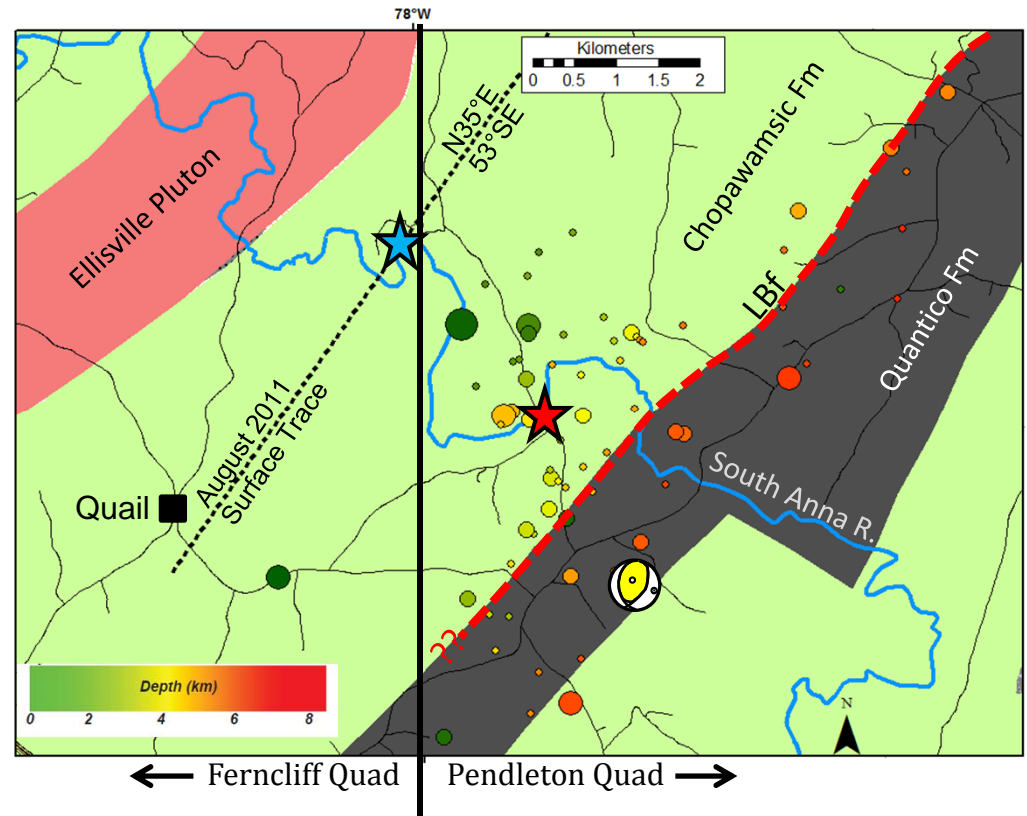 78°W
Kilometers
0 0.5 1 1.5 2
N35°E
53°SE
Chopawamsic Fm
Ellisville Pluton
LBf
Quantico Fm
August 2011
Surface Trace
Quail
South Anna R.
??
Depth (km)
0 2 4 6 8
N
Ferncliff Quad
Pendleton Quad